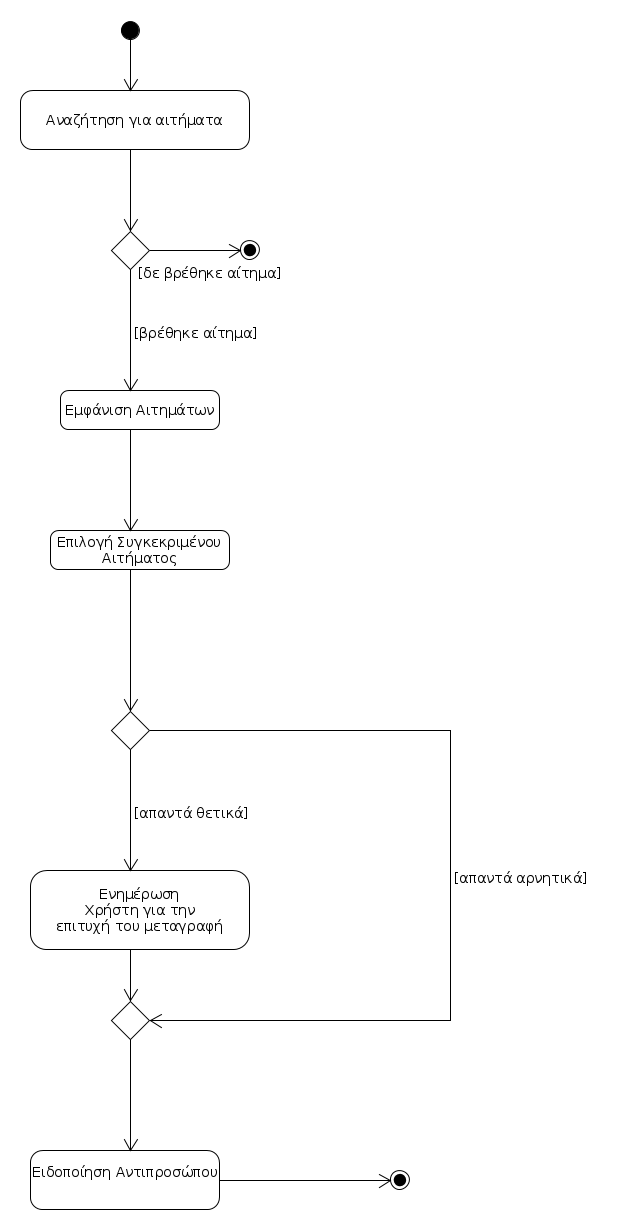 Αναζήτηση για αιτήματα
[δε βρέθηκε αίτημα]
[βρέθηκε αίτημα]
Εμφάνιση Αιτημάτων
Επιλογή Συγκεκριμένου
Αιτήματος
[απαντά θετικά]
[απαντά αρνητικά]
Ενημέρωση
Χρήστη για την
επιτυχή του μεταγραφή
Ειδοποίηση Αντιπροσώπου